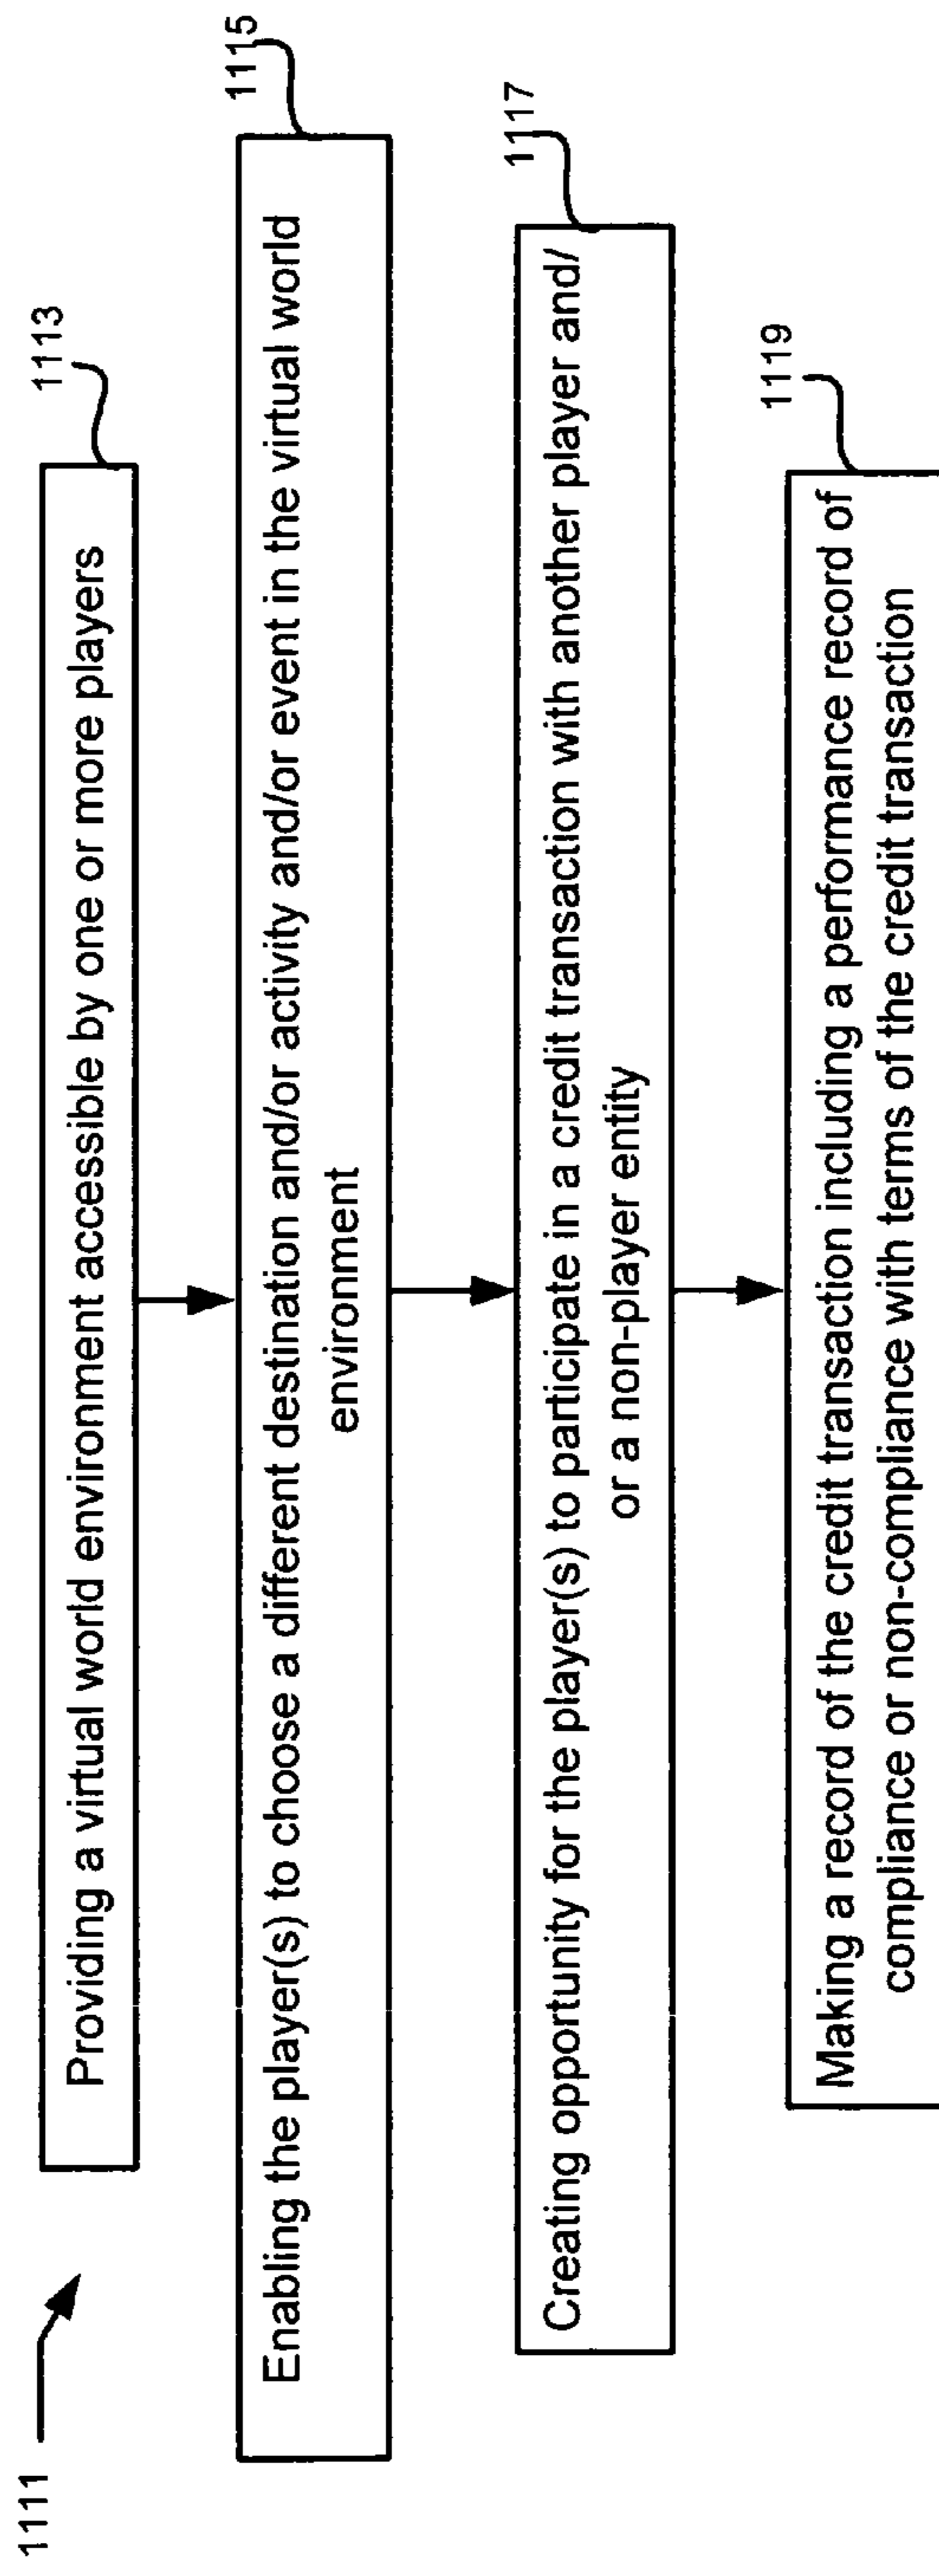 1111
1113
Providing a virtual world environment accessible by one or more players
1115
Enabling the player(s) to choose a different destination and/or activity and/or event in the virtual world
environment
1117
Creating opportunity for the player(s) to participate in a credit transaction with another player and/
or a non-player entity
1119
Making a record of the credit transaction including a performance record of
compliance or non-compliance with terms of the credit transaction